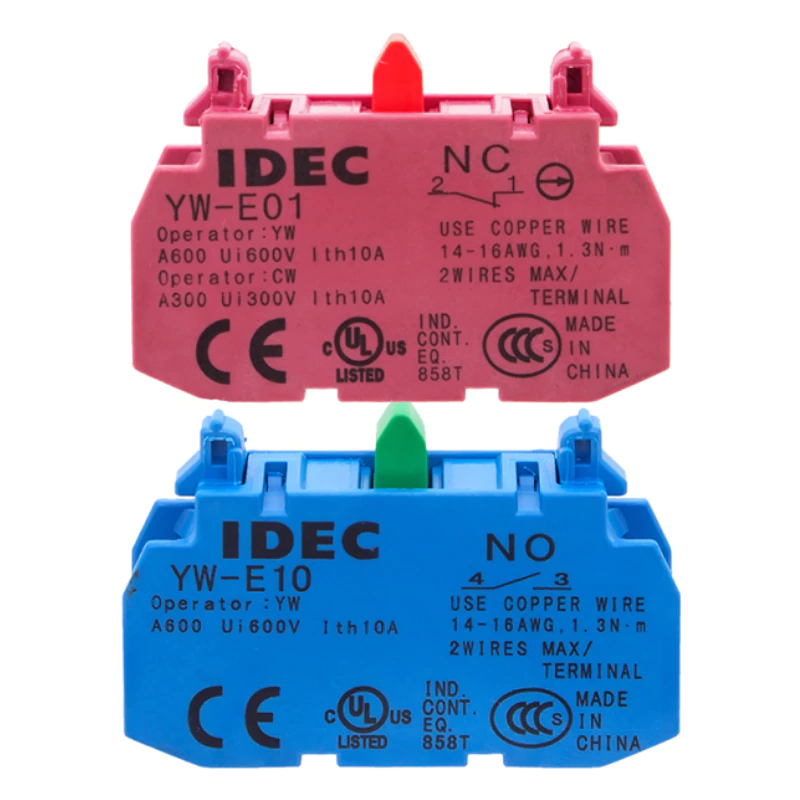 IDEC
YW-E01
Operator:YW
A600 Ui600V Ith10A
Operator:CW
A300 Ui300V Ith10A
NC
2 1
USE COPPER WIRE
14-16AWG,1.3N·m
2WIRES MAX/
TERMINAL
CE
C UL US
LISTED
IND.
CONT.
EQ.
858T
CCC S
MADE
IN
CHINA
IDEC
YW-E10
Operator:YW
A600 Ui600V Ith10A
NO
4 3
USE COPPER WIRE
14-16AWG,1.3N·m
2WIRES MAX/
TERMINAL
CE
C UL US
LISTED
IND.
CONT.
EQ.
858T
CCC S
MADE
IN
CHINA